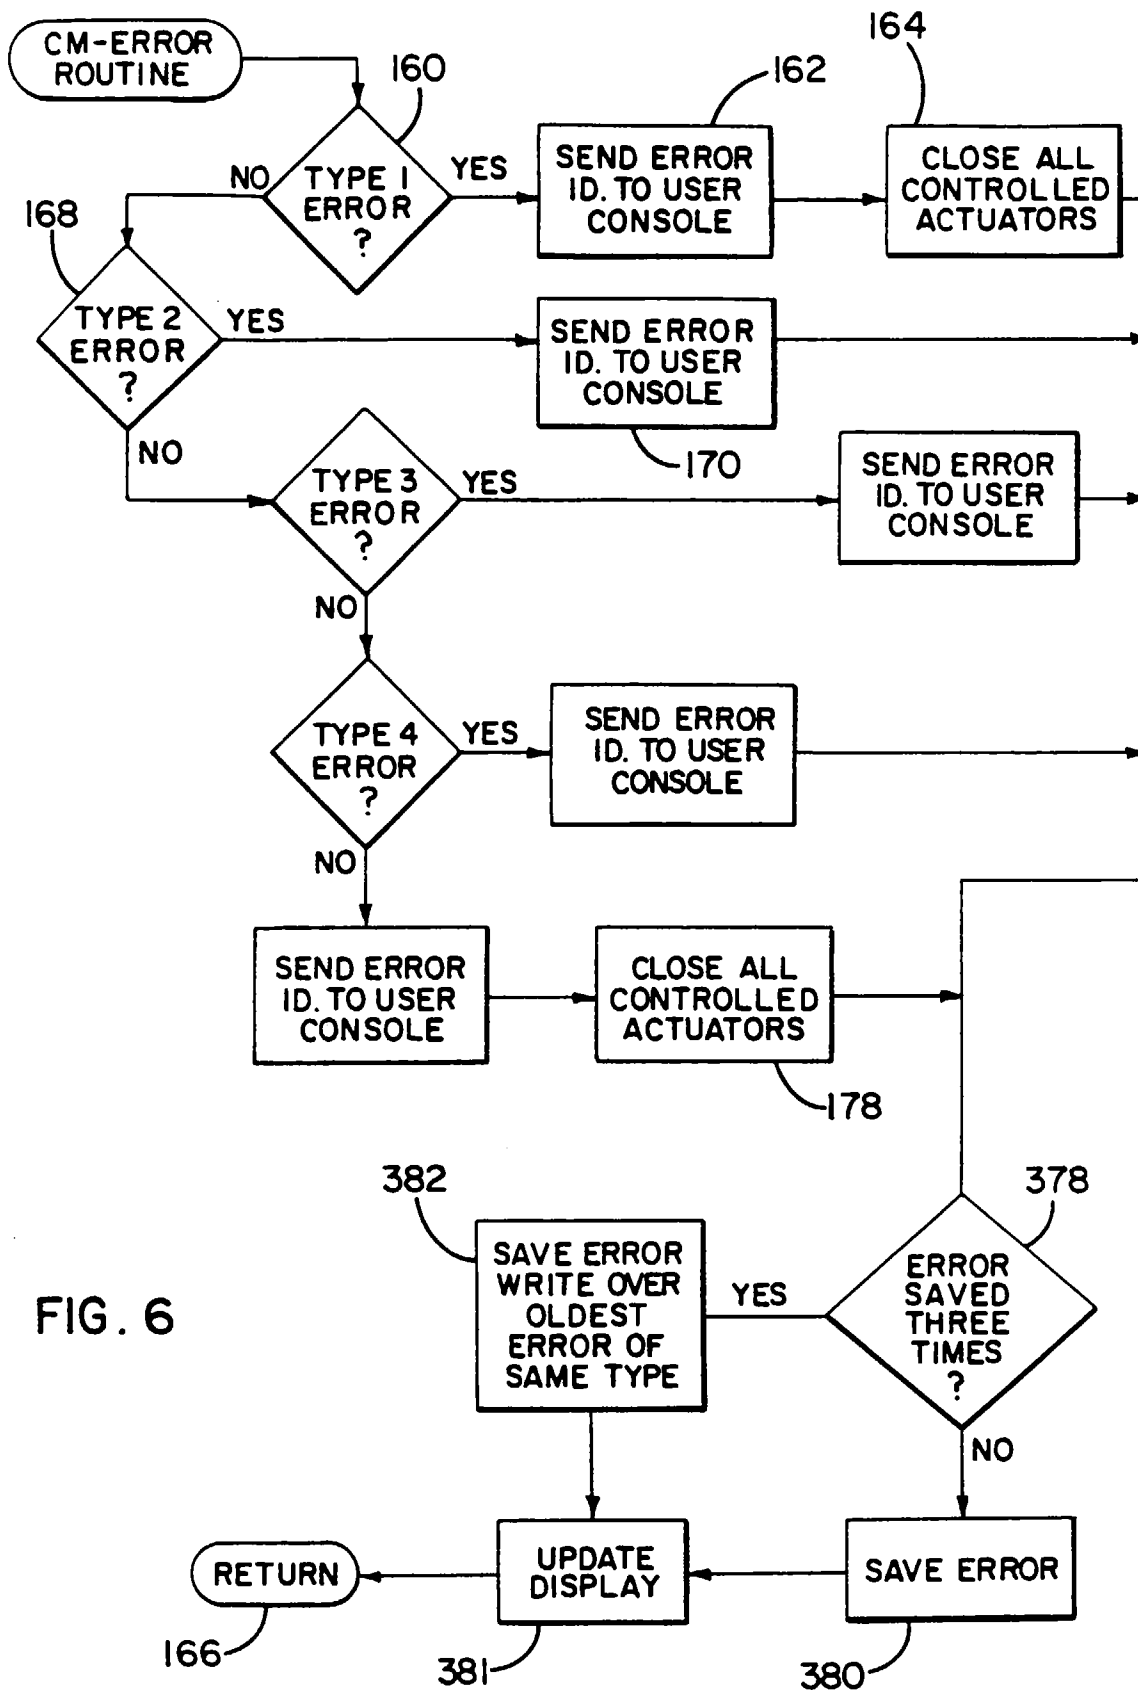 CM-ERROR
ROUTINE
160
162
164
TYPE 1
ERROR
?
NO
YES
SEND ERROR
ID. TO USER
CONSOLE
CLOSE ALL
CONTROLLED
ACTUATORS
168
TYPE 2
ERROR
?
YES
NO
SEND ERROR
ID. TO USER
CONSOLE
170
TYPE 3
ERROR
?
YES
NO
SEND ERROR
ID. TO USER
CONSOLE
TYPE 4
ERROR
?
YES
NO
SEND ERROR
ID. TO USER
CONSOLE
SEND ERROR
ID. TO USER
CONSOLE
CLOSE ALL
CONTROLLED
ACTUATORS
178
382
378
SAVE ERROR
WRITE OVER
OLDEST
ERROR OF
SAME TYPE
YES
ERROR
SAVED
THREE
TIMES
?
NO
FIG. 6
RETURN
UPDATE
DISPLAY
SAVE ERROR
166
381
380